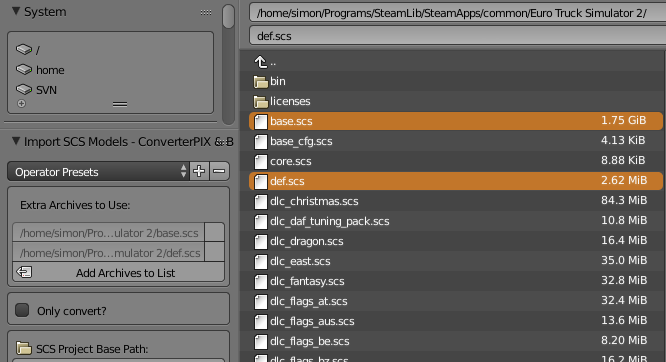 System
/
home
SVN
Import SCS Models - ConverterPIX & B
Operator Presets
Extra Archives to Use:
/home/simon/Pro...ulator 2/base.scs
/home/simon/Pro...mulator 2/def.scs
Add Archives to List
Only convert?
SCS Project Base Path:
/home/simon/Programs/SteamLib/SteamApps/common/Euro Truck Simulator 2/
def.scs
..
bin
licenses
base.scs 1.75 GiB
base_cfg.scs 4.13 KiB
core.scs 8.88 KiB
def.scs 2.62 MiB
dlc_christmas.scs 84.3 MiB
dlc_daf_tuning_pack.scs 10.8 MiB
dlc_dragon.scs 16.4 MiB
dlc_east.scs 35.0 MiB
dlc_fantasy.scs 32.8 MiB
dlc_flags_at.scs 32.4 MiB
dlc_flags_aus.scs 13.6 MiB
dlc_flags_be.scs 8.20 MiB
dlc_flags_bz.scs 16.2 MiB